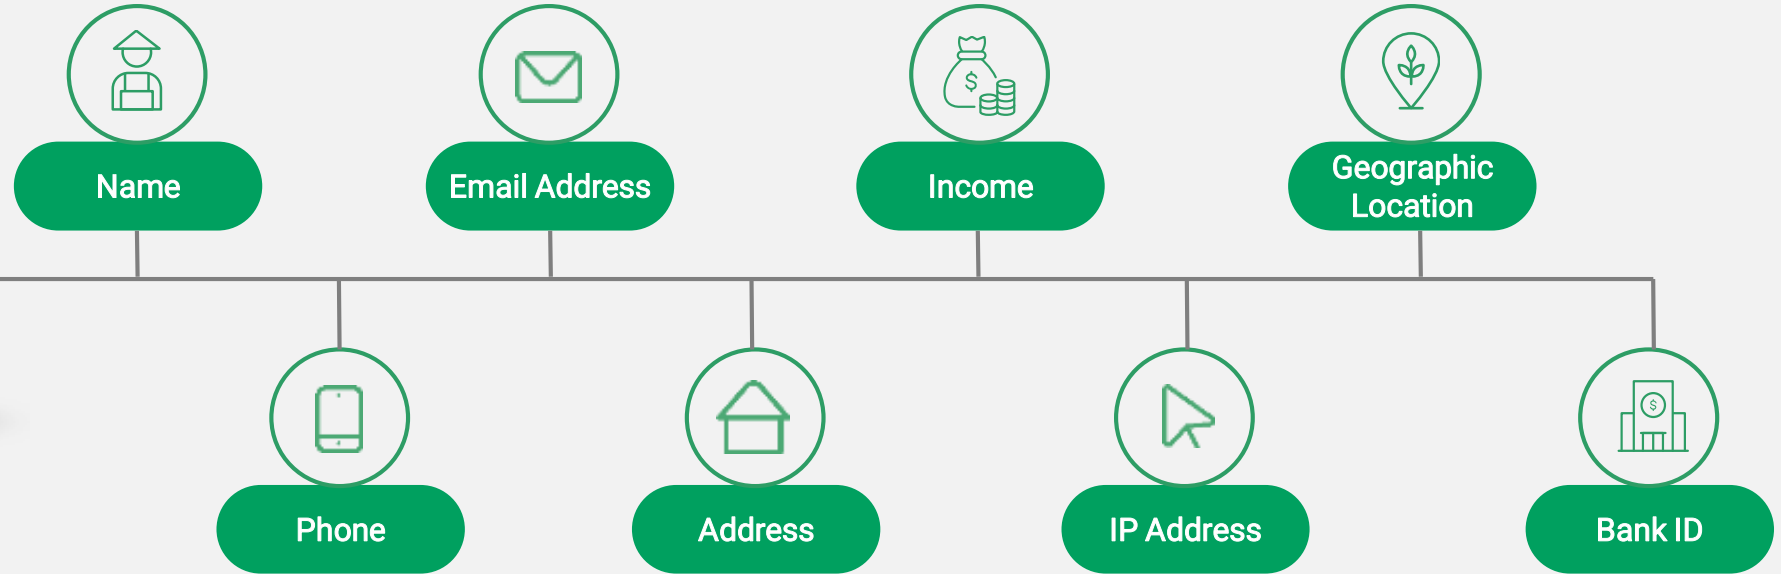 Name
Email Address
Income
Geographic
Location
Phone
Address
IP Address
Bank ID